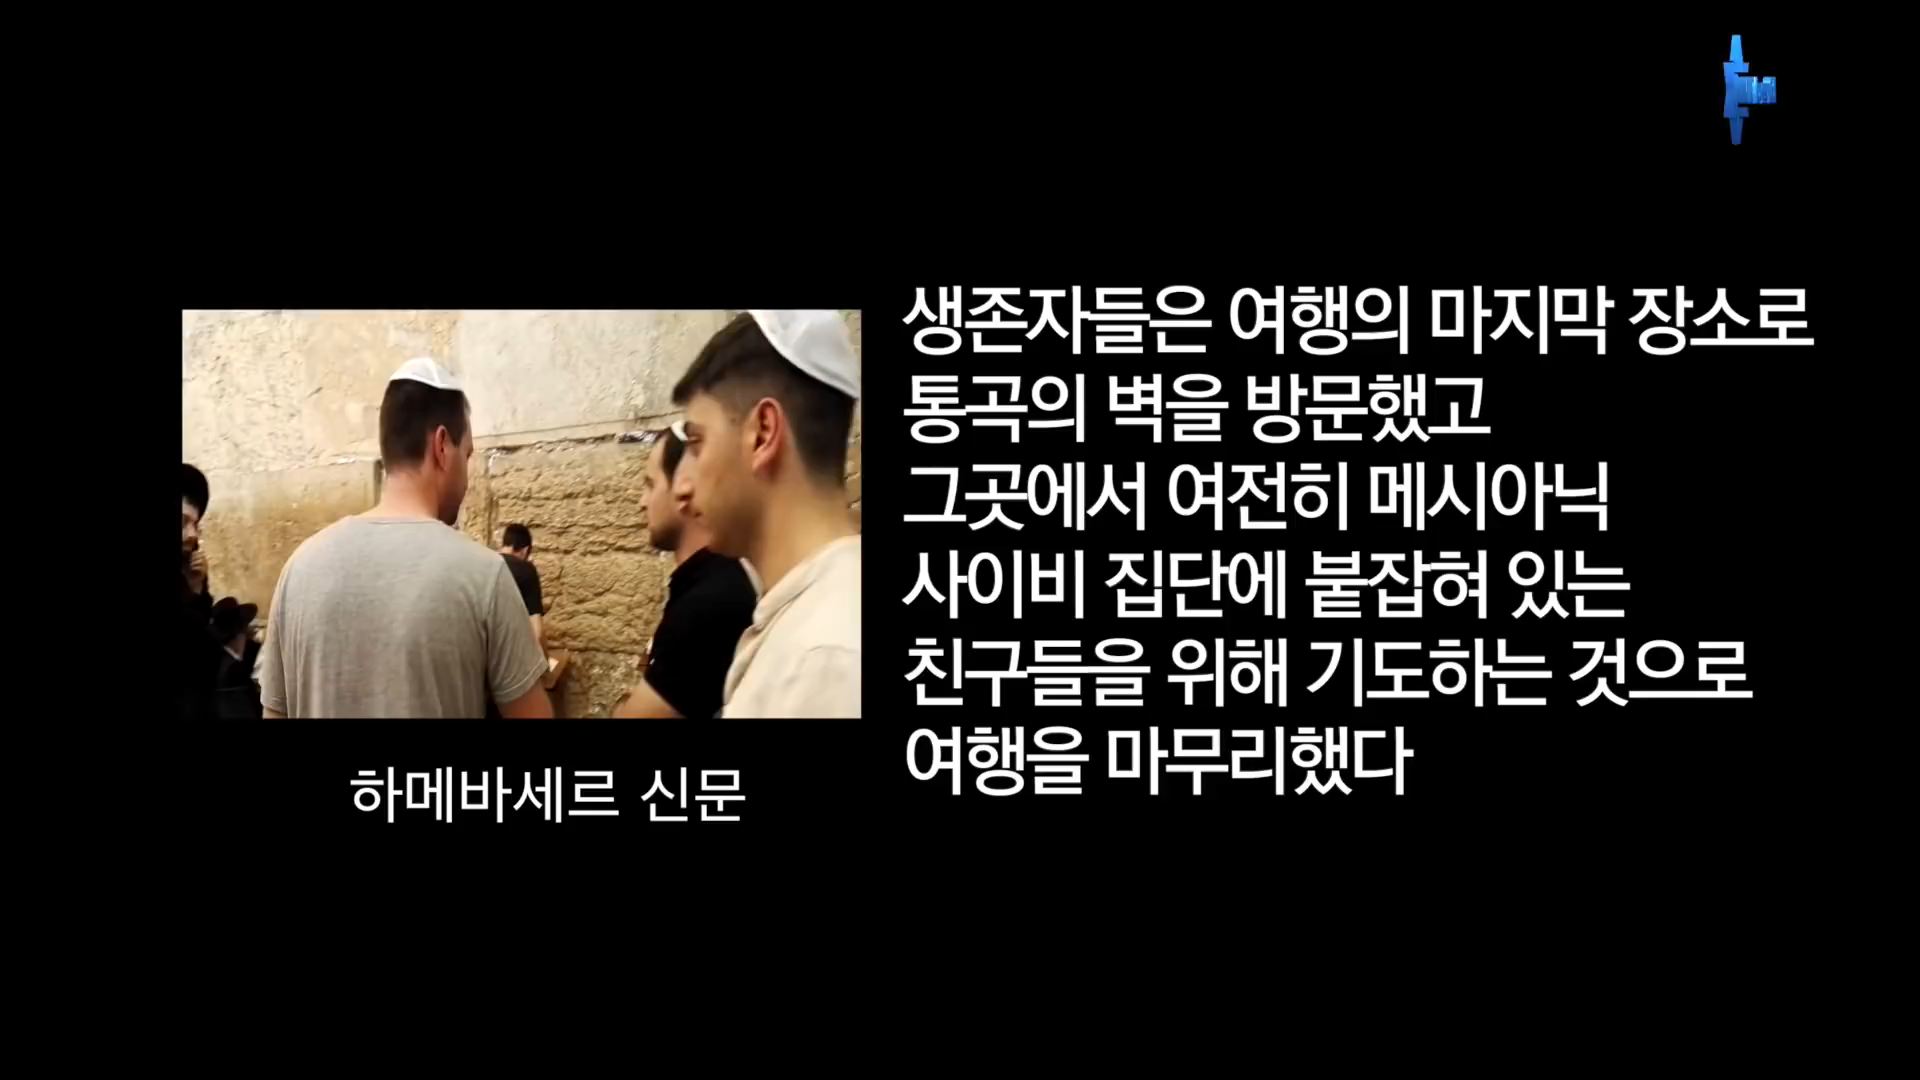 생존자들은 여행의 마지막 장소로
통곡의 벽을 방문했고
그곳에서 여전히 메시아닉
사이비 집단에 붙잡혀 있는
친구들을 위해 기도하는 것으로
여행을 마무리했다
하메바세르 신문